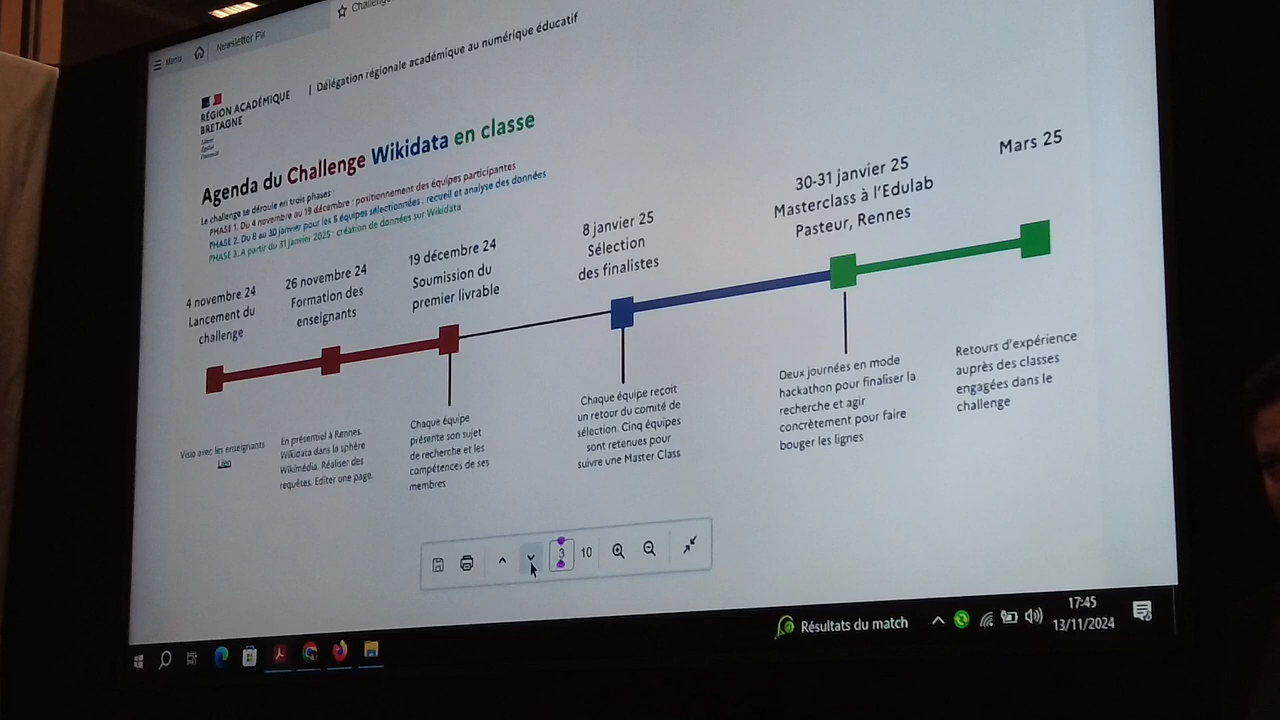 Menu
Newsletter Pix
RÉGION ACADÉMIQUE
BRETAGNE
Liberté
Égalité
Fraternité
Délégation régionale académique au numérique éducatif
Agenda du Challenge Wikidata en classe
Le challenge se déroule en trois phases :
PHASE 1. Du 4 novembre au 19 décembre : positionnement des équipes participantes
PHASE 2. Du 8 au 30 janvier pour les 5 équipes sélectionnées : recueil et analyse des données
PHASE 3. A partir du 31 janvier 2025 : création de données sur Wikidata
4 novembre 24
Lancement du
challenge
26 novembre 24
Formation des
enseignants
19 décembre 24
Soumission du
premier livrable
8 janvier 25
Sélection
des finalistes
30-31 janvier 25
Masterclass à l'Edulab
Pasteur, Rennes
Mars 25
Visio avec les enseignants
Lien
En présentiel à Rennes.
Wikidata dans la sphère
Wikimédia. Réaliser des
requêtes. Editer une page.
Chaque équipe
présente son sujet
de recherche et les
compétences de ses
membres
Chaque équipe reçoit
un retour du comité de
sélection. Cinq équipes
sont retenues pour
suivre une Master Class
Deux journées en mode
hackathon pour finaliser la
recherche et agir
concrètement pour faire
bouger les lignes
Retours d'expérience
auprès des classes
engagées dans le
challenge
3 10
Résultats du match
17:45
13/11/2024